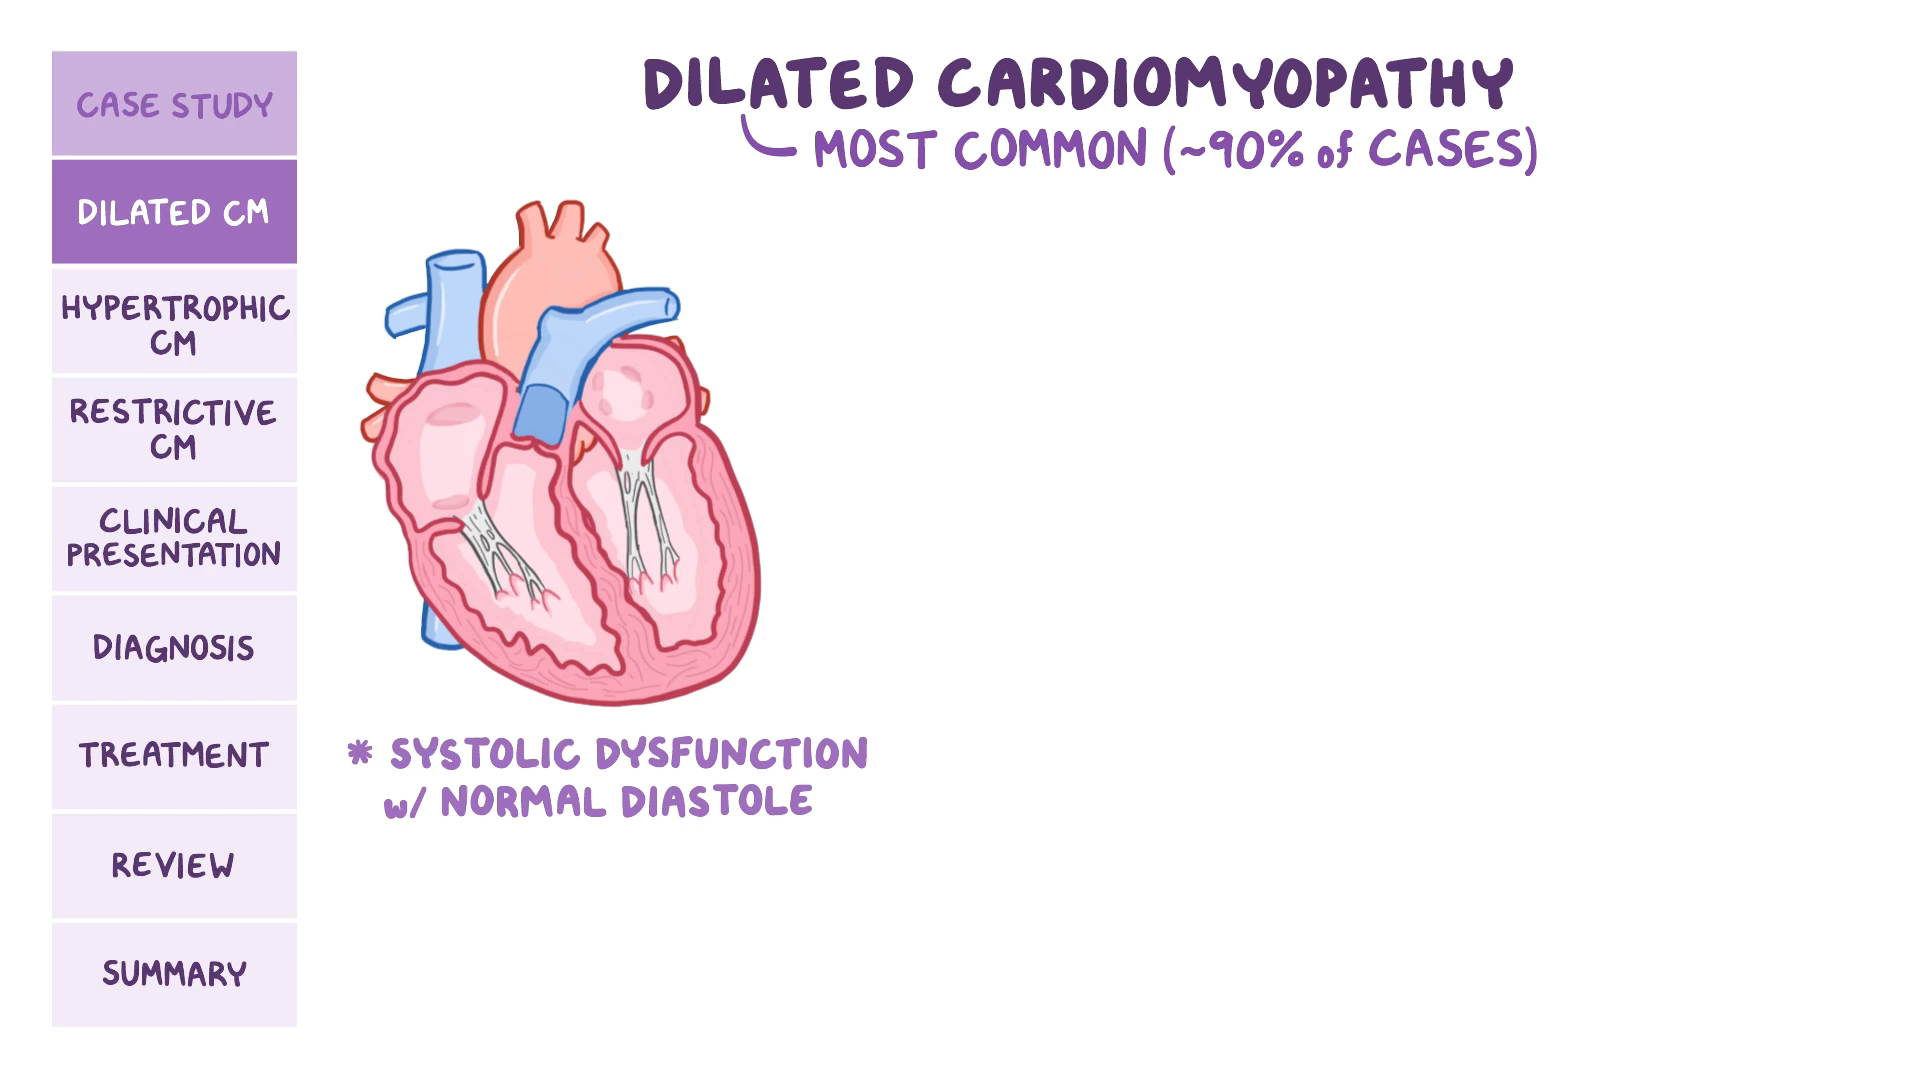 CASE STUDY
DILATED CM
HYPERTROPHIC
CM
RESTRICTIVE
CM
CLINICAL
PRESENTATION
DIAGNOSIS
TREATMENT
REVIEW
SUMMARY
DILATED CARDIOMYOPATHY
MOST COMMON (~90% of CASES)
* SYSTOLIC DYSFUNCTION
w/ NORMAL DIASTOLE